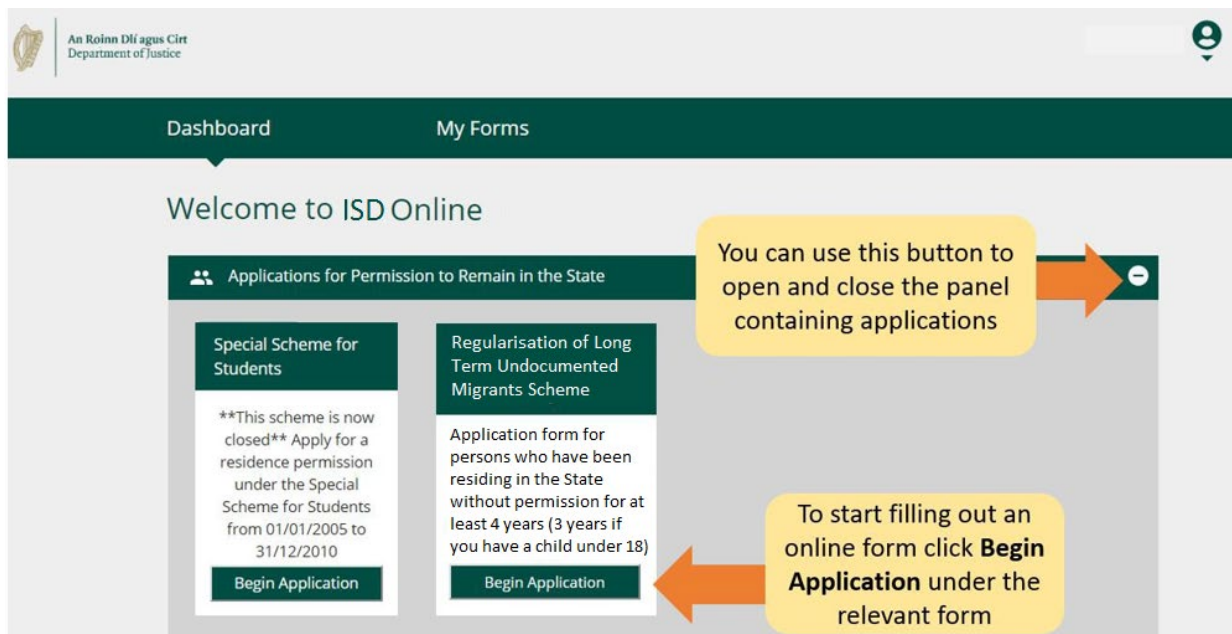 An Roinn Dlí agus Cirt
Department of Justice
Dashboard
My Forms
Welcome to ISD Online
Applications for Permission to Remain in the State
You can use this button to
open and close the panel
containing applications
Special Scheme for
Students
**This scheme is now
closed** Apply for a
residence permission
under the Special
Scheme for Students
from 01/01/2005 to
31/12/2010
Begin Application
Regularisation of Long
Term Undocumented
Migrants Scheme
Application form for
persons who have been
residing in the State
without permission for at
least 4 years (3 years if
you have a child under 18)
Begin Application
To start filling out an
online form click Begin
Application under the
relevant form